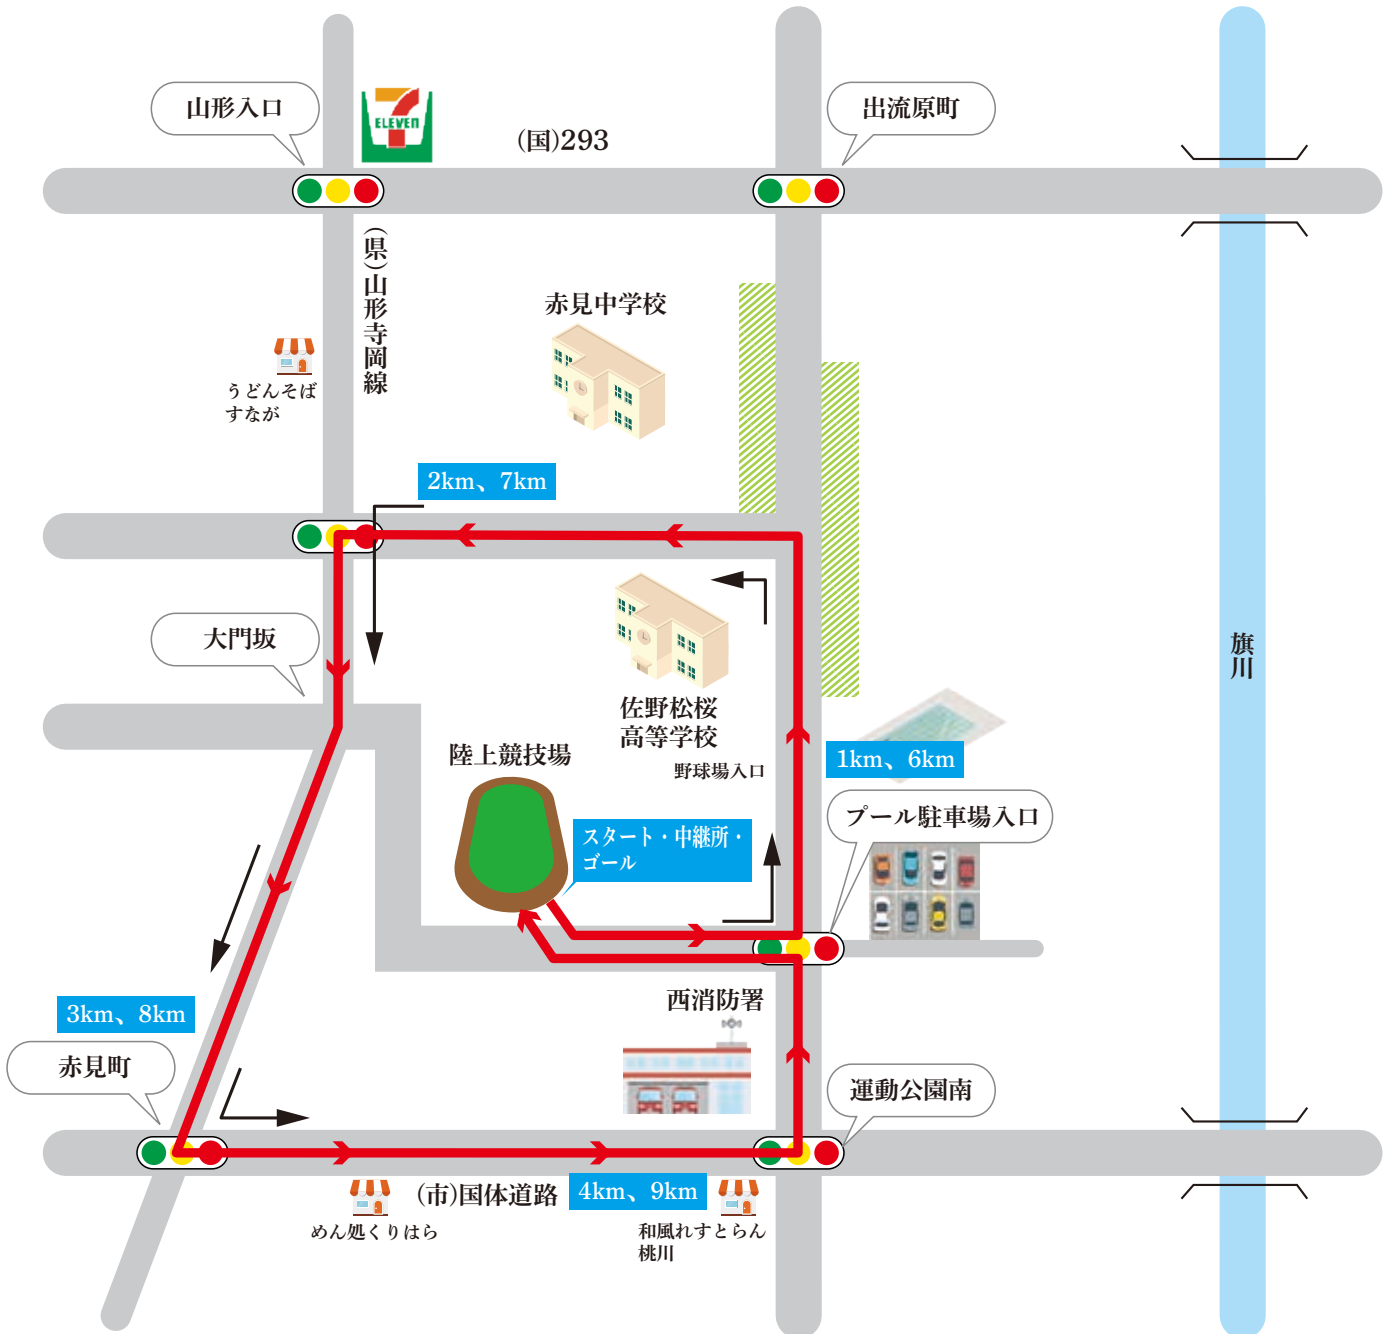 山形入口
ELEVEN
(国)293
出流原町
(県)山形寺岡線
赤見中学校
うどんそば
すなが
2km、7km
大門坂
佐野松桜
高等学校
野球場入口
旗川
陸上競技場
1km、6km
スタート・中継所・
ゴール
プール駐車場入口
西消防署
3km、8km
赤見町
運動公園南
(市)国体道路
4km、9km
めん処くりはら
和風れすとらん
桃川